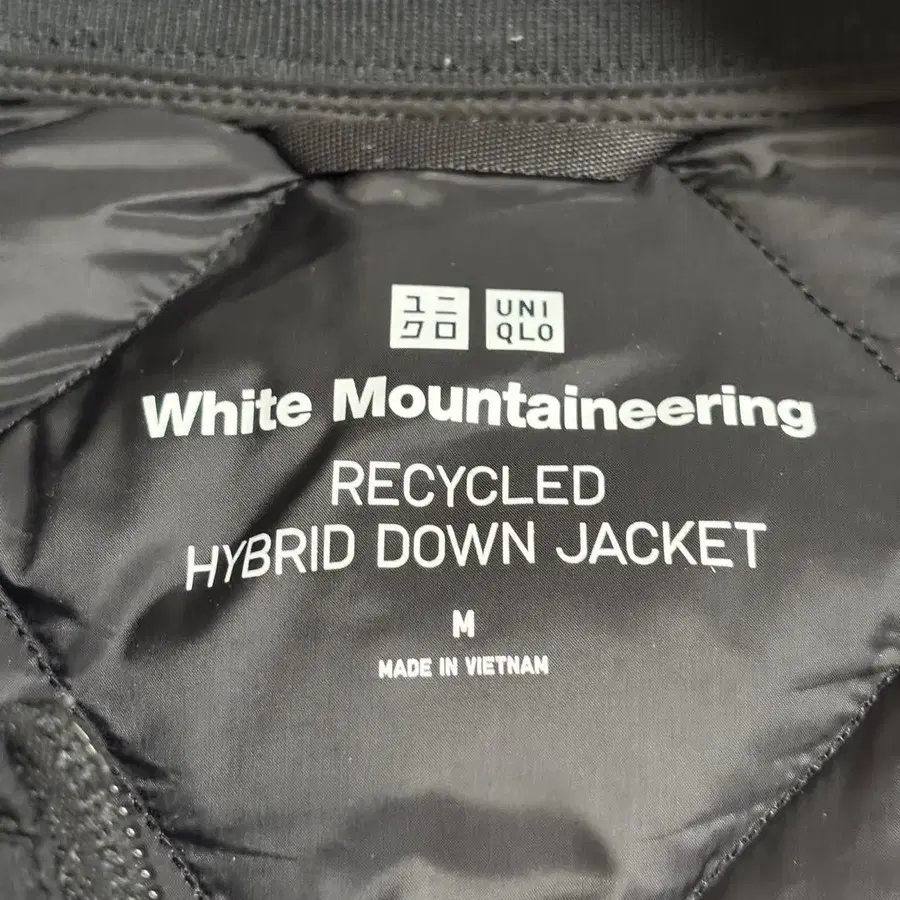 ユニ
クロ
UNI
QLO
White Mountaineering
RECYCLED
HYBRID DOWN JACKET
M
MADE IN VIETNAM